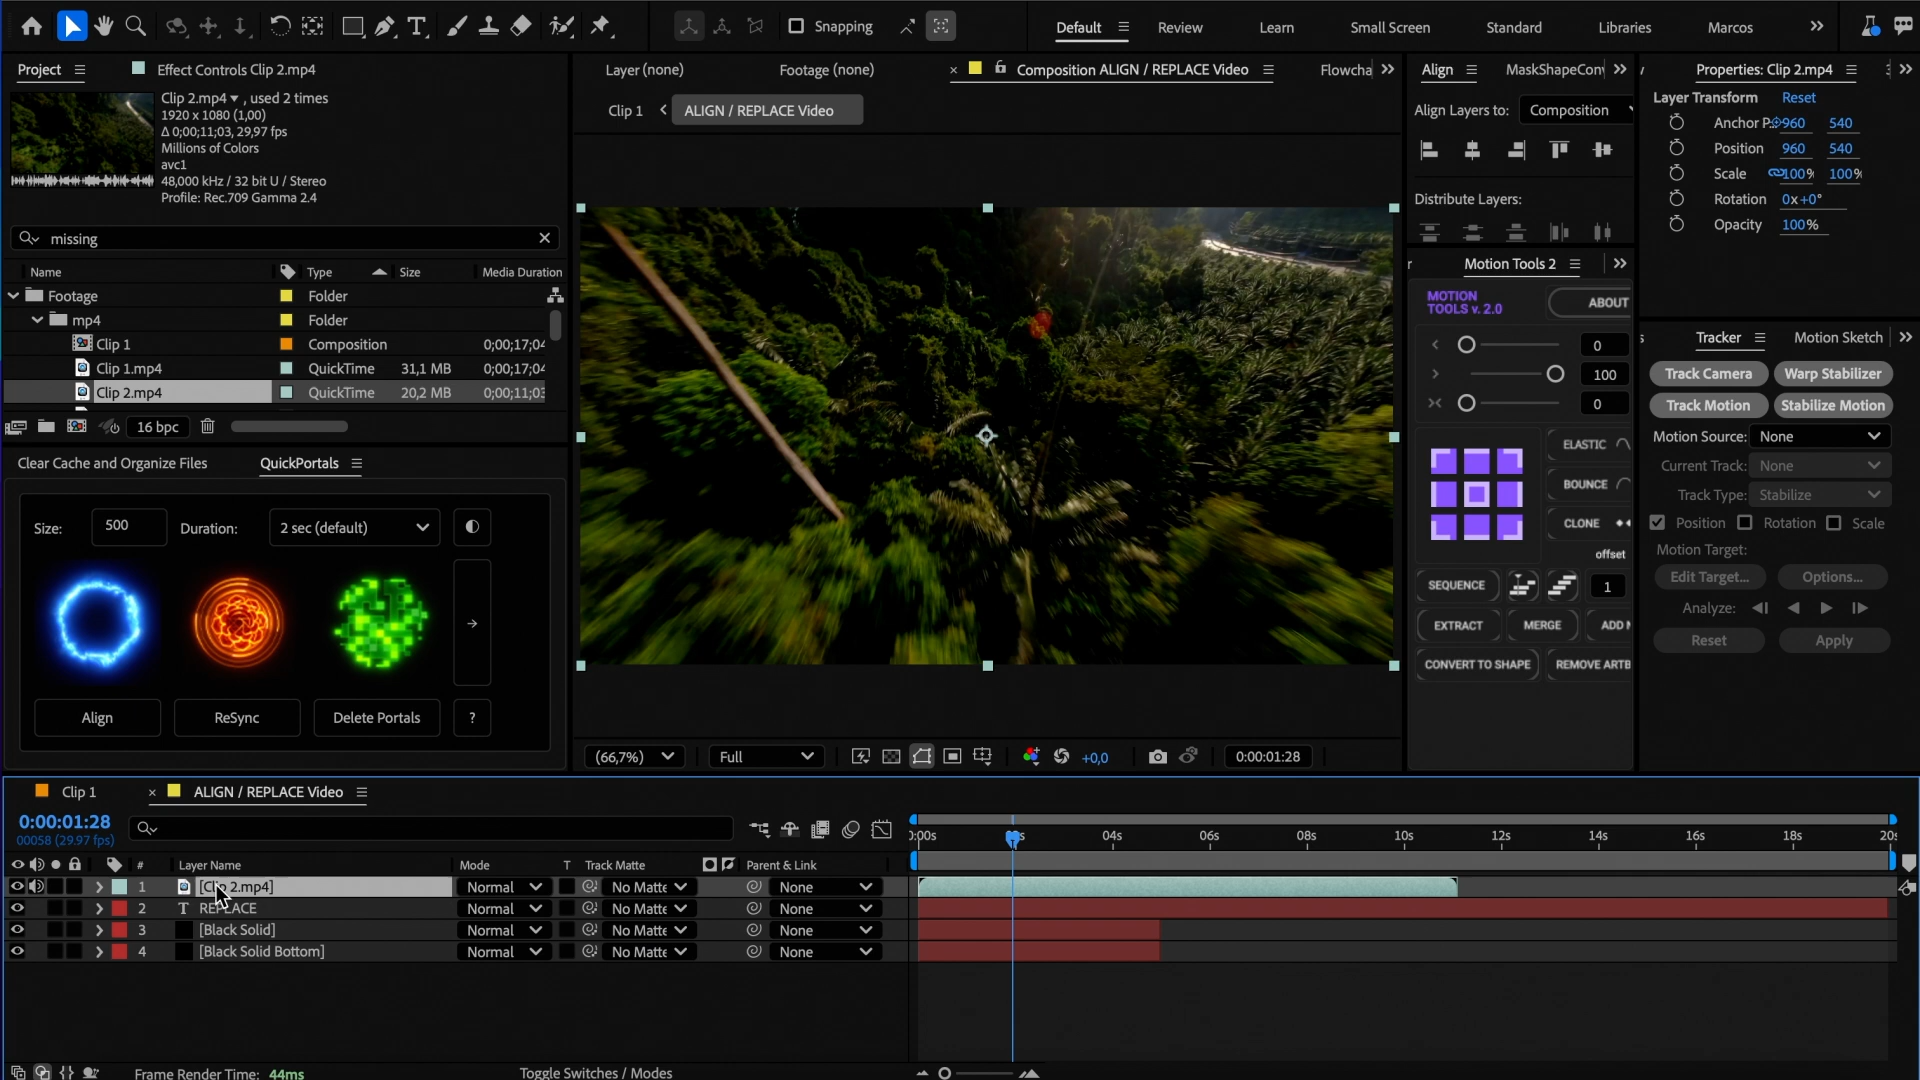 Snapping
Default
Review
Learn
Small Screen
Standard
Libraries
Marcos
Project
Effect Controls Clip 2.mp4
Clip 2.mp4 , used 2 times
1920 x 1080 (1,00)
Δ 0;00;11;03, 29,97 fps
Millions of Colors
avc1
48,000 kHz / 32 bit U / Stereo
Profile: Rec.709 Gamma 2.4
missing
Name Type Size Media Duration
Footage Folder
mp4 Folder
Clip 1 Composition 0;00;17;04
Clip 1.mp4 QuickTime 31,1 MB 0;00;17;04
Clip 2.mp4 QuickTime 20,2 MB 0;00;11;03
16 bpc
Clear Cache and Organize Files
QuickPortals
Size: 500 Duration: 2 sec (default)
Align
ReSync
Delete Portals
?
Layer (none)
Footage (none)
Composition ALIGN / REPLACE Video
Flowcha
Clip 1
ALIGN / REPLACE Video
(66,7%)
Full
+0,0
0:00:01:28
Align
MaskShapeCon
Align Layers to: Composition
Distribute Layers:
Motion Tools 2
MOTION
TOOLS v. 2.0
ABOUT
0
100
0
ELASTIC
BOUNCE
CLONE
offset
SEQUENCE
1
EXTRACT
MERGE
ADD
CONVERT TO SHAPE
REMOVE ARTB
Properties: Clip 2.mp4
Layer Transform Reset
Anchor P 960 540
Position 960 540
Scale 100% 100%
Rotation 0x+0°
Opacity 100%
Tracker
Motion Sketch
Track Camera
Warp Stabilizer
Track Motion
Stabilize Motion
Motion Source: None
Current Track: None
Track Type: Stabilize
Position
Rotation
Scale
Motion Target:
Edit Target...
Options...
Analyze:
Reset
Apply
Clip 1
ALIGN / REPLACE Video
0:00:01:28
00058 (29.97 fps)
:00s 04s 06s 08s 10s 12s 14s 16s 18s 20s
# Layer Name Mode T Track Matte Parent & Link
1 [Clip 2.mp4] Normal No Matte None
2 T REPLACE Normal No Matte None
3 [Black Solid] Normal No Matte None
4 [Black Solid Bottom] Normal No Matte None
Frame Render Time: 44ms
Toggle Switches / Modes